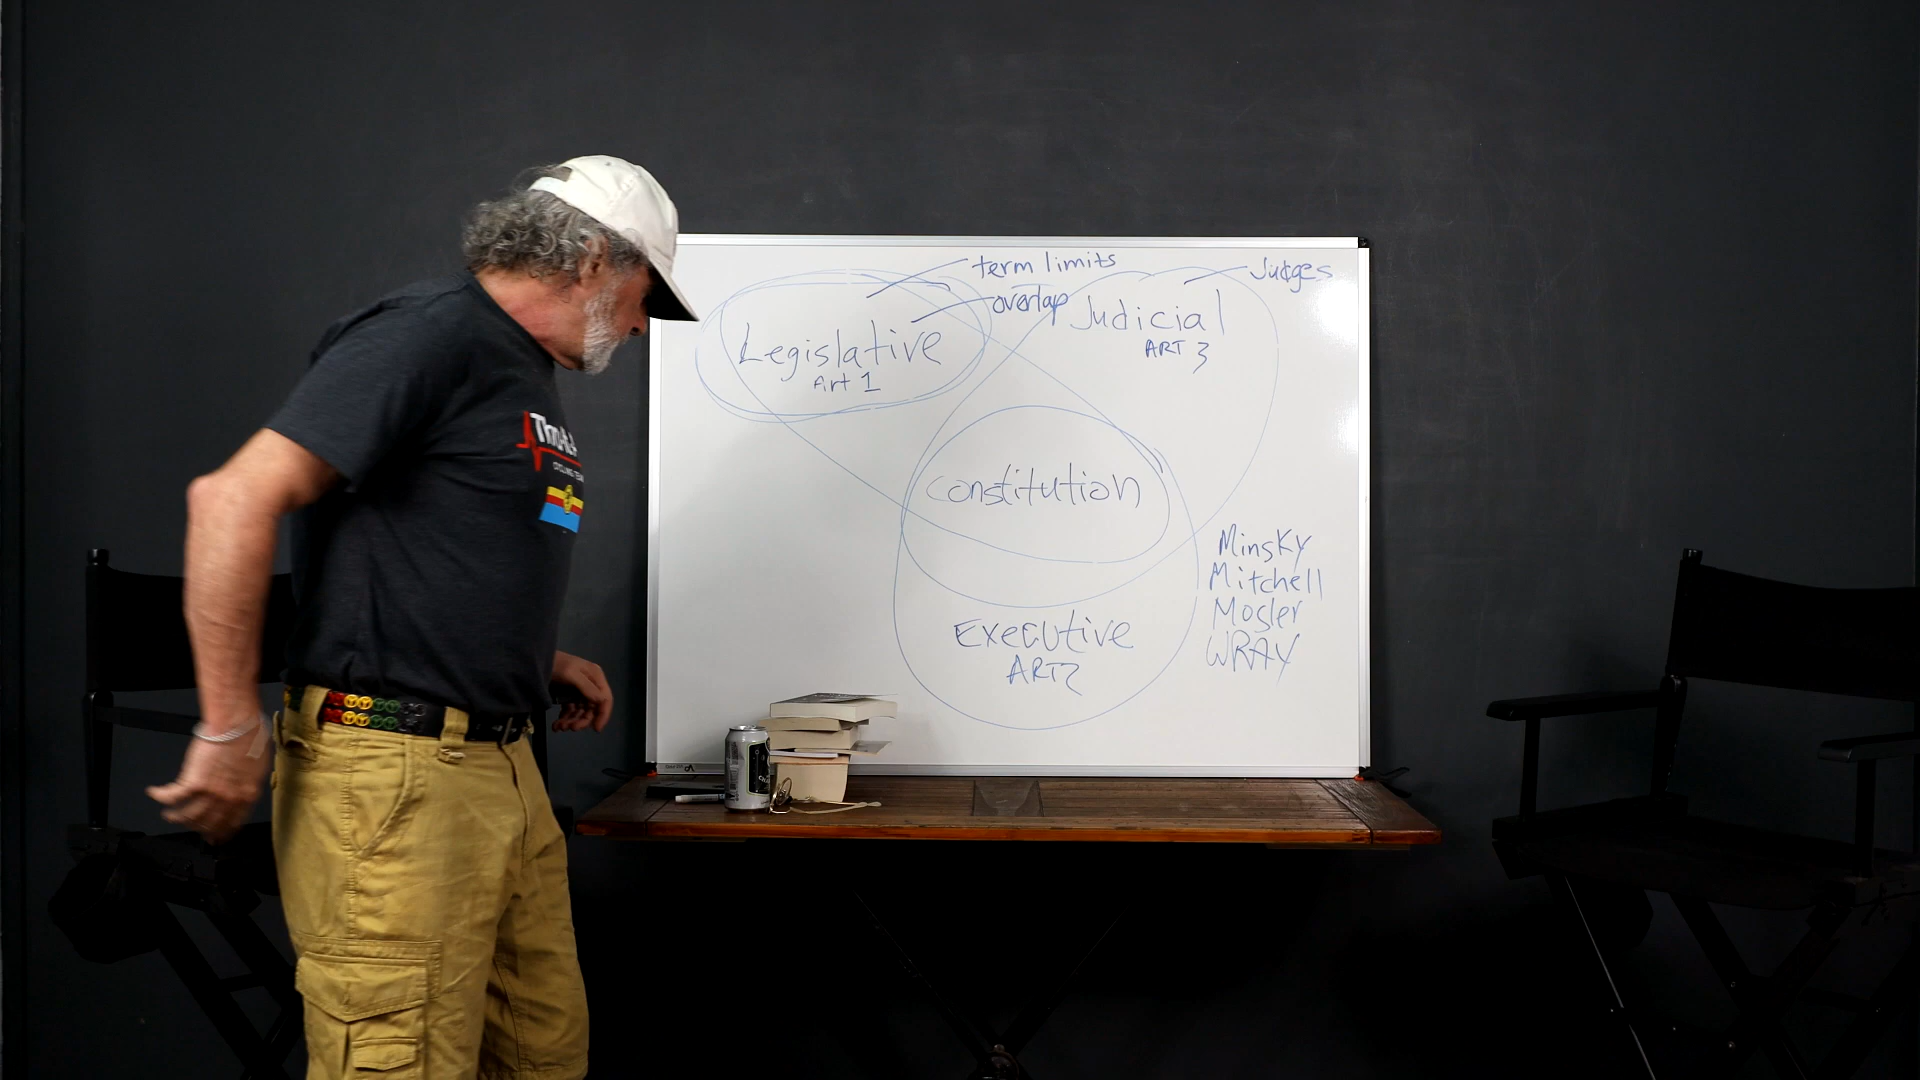 term limits
overlap
Judges
Legislative
Art 1
Judicial
ART 3
Constitution
Executive
ART2
Minsky
Mitchell
Mosler
WRAY